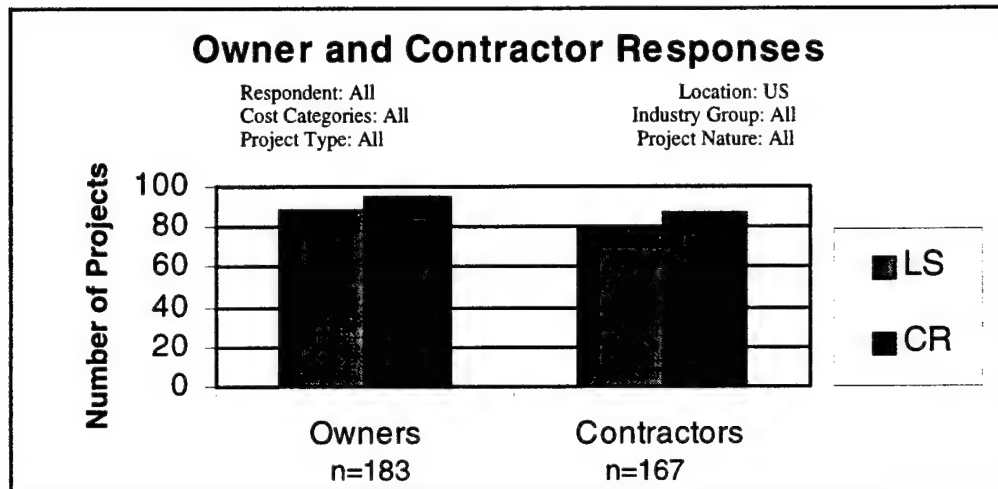 Owner and Contractor Responses
Respondent: All
Cost Categories: All
Project Type: All
Location: US
Industry Group: All
Project Nature: All
Number of Projects
100
80
60
40
20
0
Owners
n=183
Contractors
n=167
LS
CR